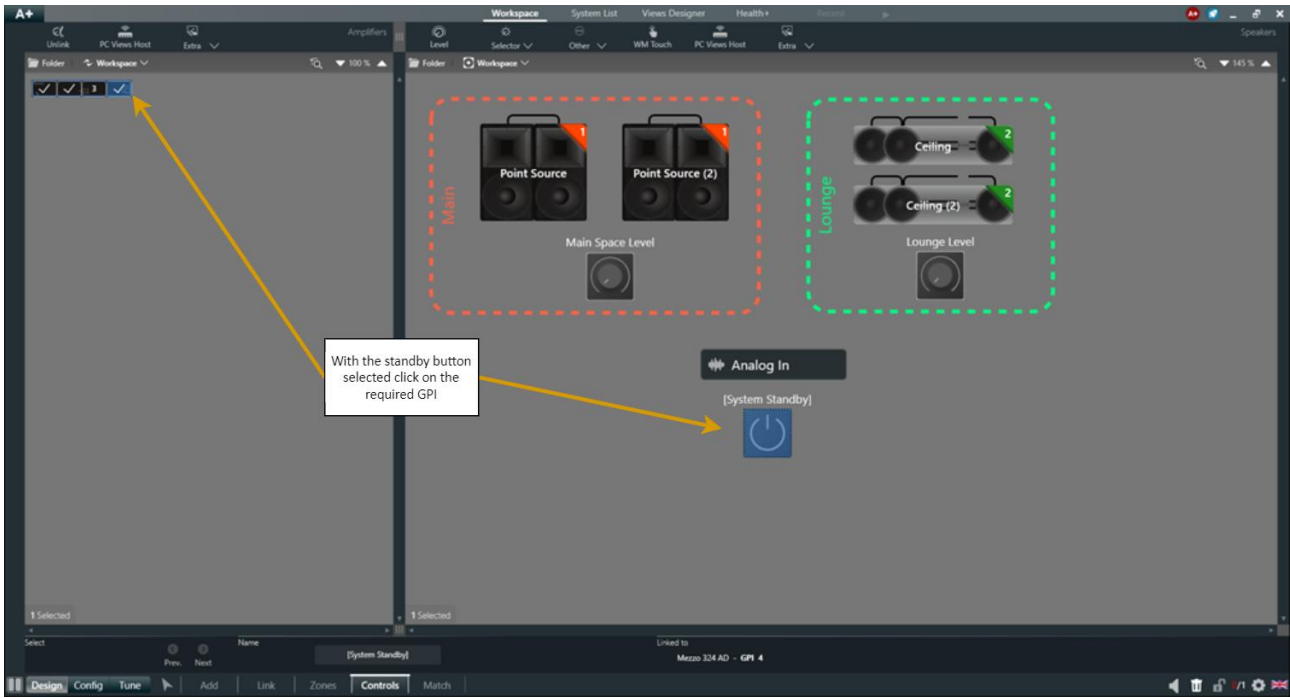 A+ Workspace System List Views Designer Health+ Recent A+
Unlink PC Views Host Extra Amplifiers Level Selector Other WM Touch PC Views Host Extra Speakers
Folder Workspace 100 % Folder Workspace 145 %
3
1 1 2
Point Source Point Source (2) Ceiling
Main Lounge
2
Ceiling (2)
Main Space Level Lounge Level
With the standby button
selected click on the
required GPI
Analog In
[System Standby]
1 Selected 1 Selected
Select Name Linked to
Prev. Next [System Standby] Mezzo 324 AD - GPI 4
Design Config Tune Add Link Zones Controls Match